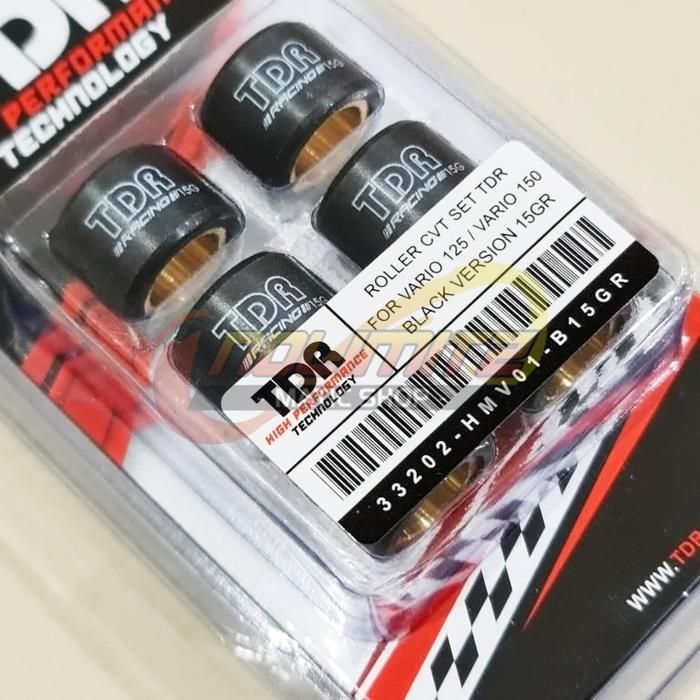 PERFORMANCE
TECHNOLOGY
TDR
RACING 15G
TDR
RACING 15G
TDR
RACING
TDR
RACING 15G
ROLLER CVT SET TDR
FOR VARIO 125 / VARIO 150
BLACK VERSION 15GR
TDR
HIGH PERFORMANCE
TECHNOLOGY
33202-HMV01-B15GR
WWW.TDR